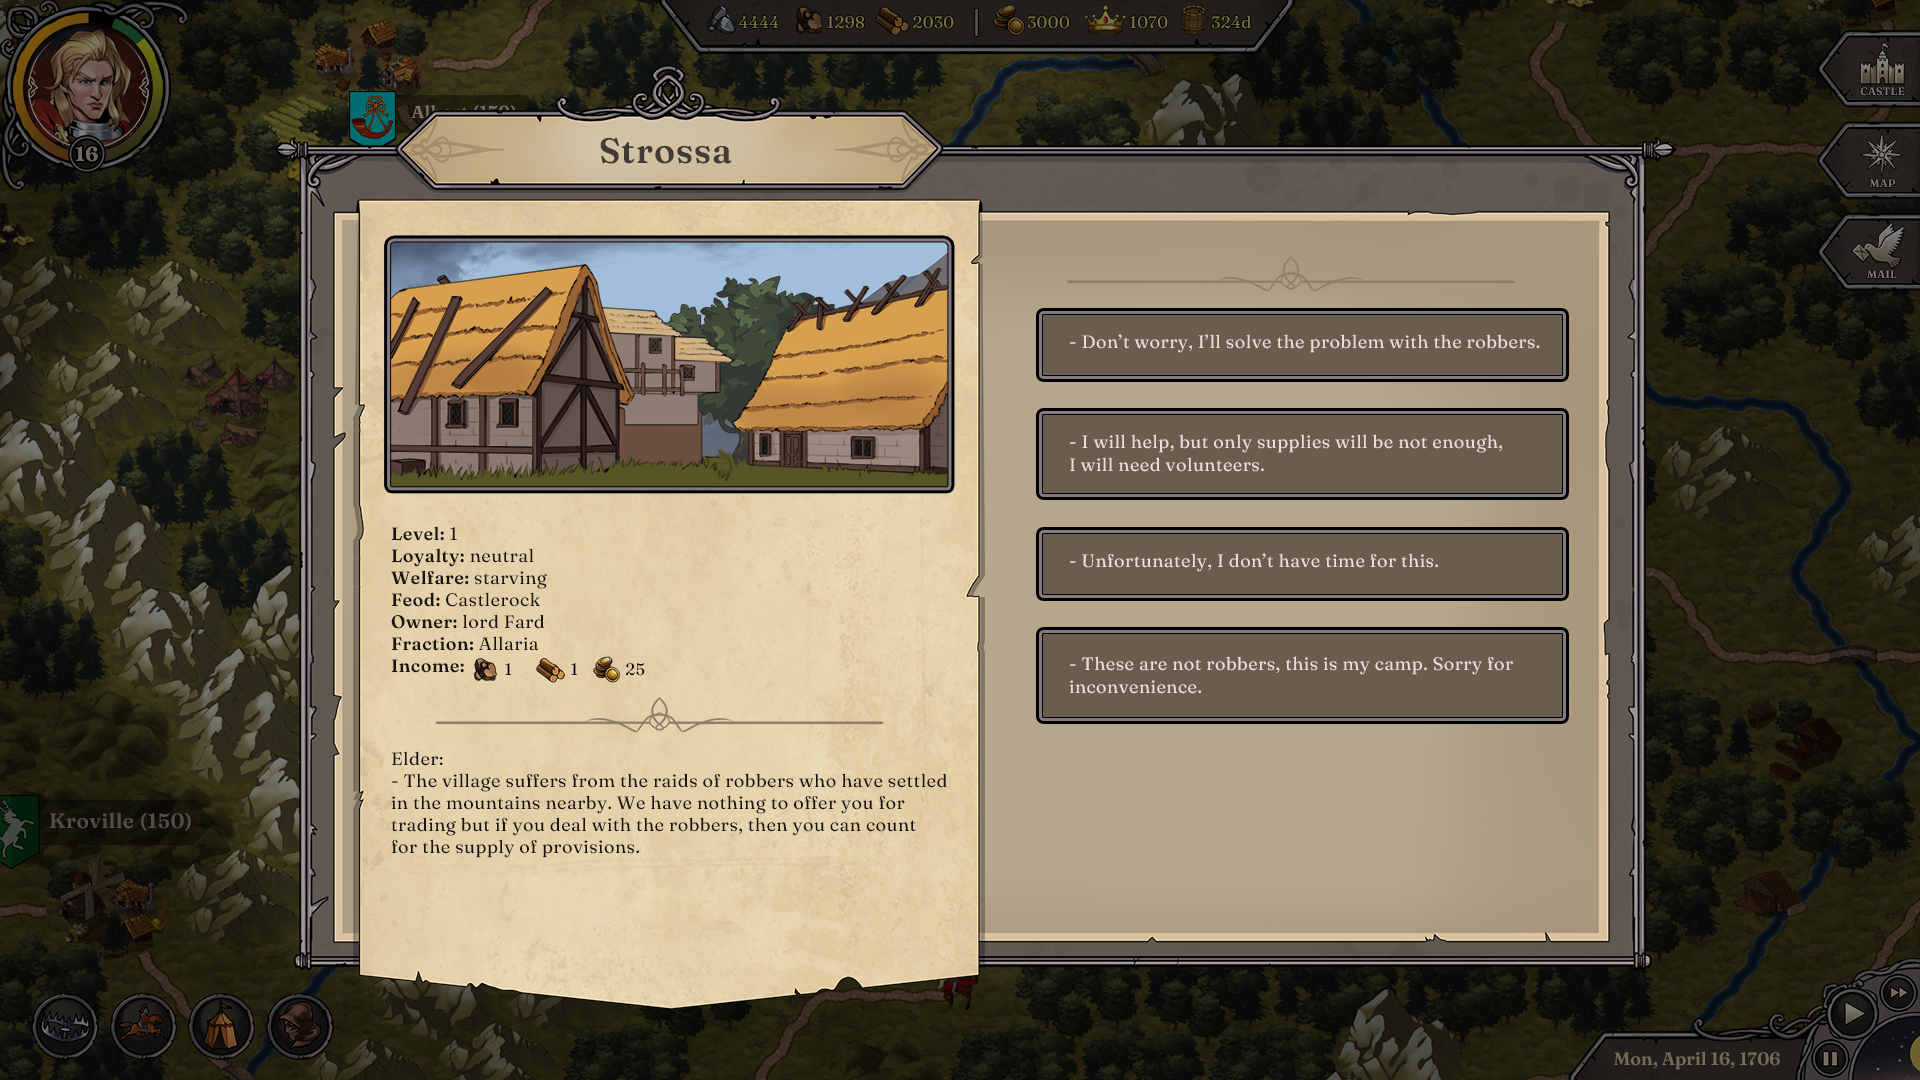 4444 1298 2030 3000 1070 324d
16
CASTLE
MAP
MAIL
Strossa
Level: 1
Loyalty: neutral
Welfare: starving
Feod: Castlerock
Owner: lord Fard
Fraction: Allaria
Income: 1 1 25
Elder:
- The village suffers from the raids of robbers who have settled
in the mountains nearby. We have nothing to offer you for
trading but if you deal with the robbers, then you can count
for the supply of provisions.
- Don’t worry, I’ll solve the problem with the robbers.
- I will help, but only supplies will be not enough,
I will need volunteers.
- Unfortunately, I don’t have time for this.
- These are not robbers, this is my camp. Sorry for
inconvenience.
Kroville (150)
Mon, April 16, 1706